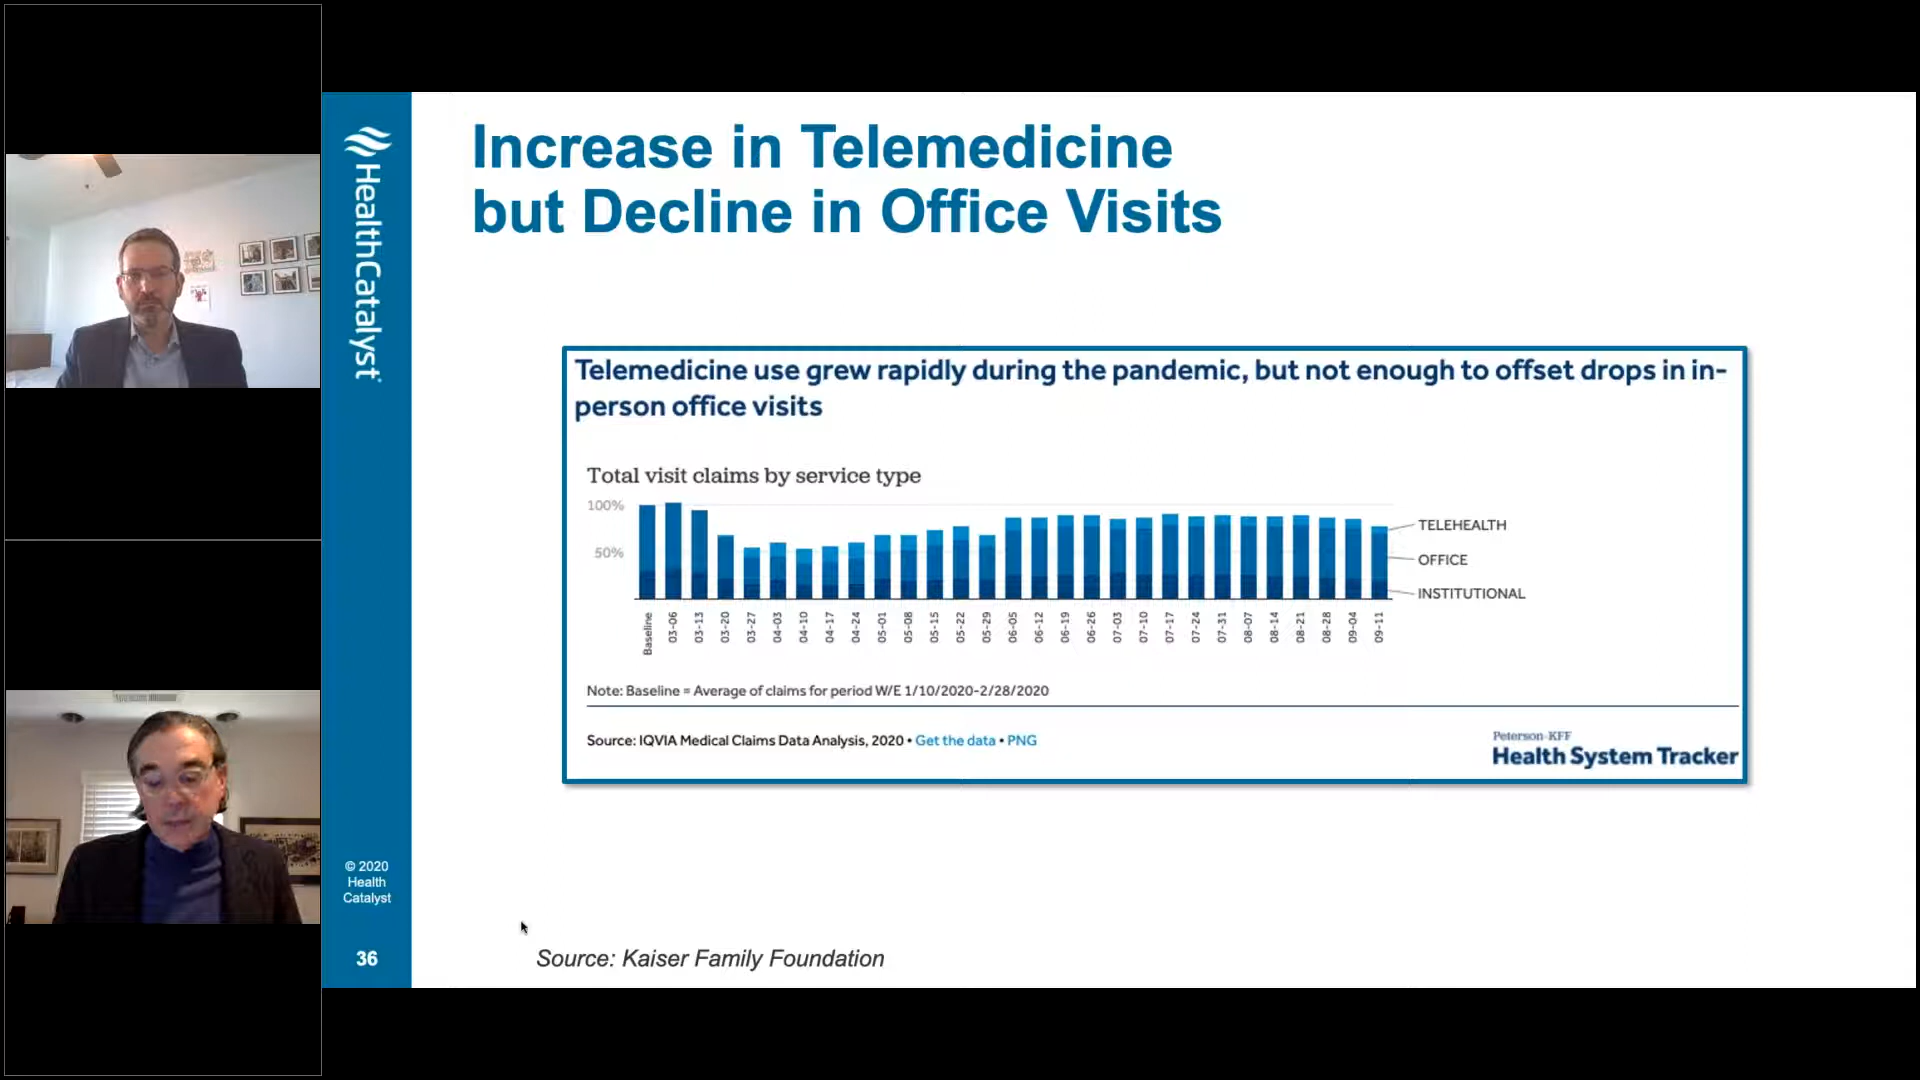 HealthCatalyst
Increase in Telemedicine
but Decline in Office Visits
Telemedicine use grew rapidly during the pandemic, but not enough to offset drops in in-
person office visits
Total visit claims by service type
100%
50%
TELEHEALTH
OFFICE
INSTITUTIONAL
Baseline 03-06 03-13 03-20 03-27 04-03 04-10 04-17 04-24 05-01 05-08 05-15 05-22 05-29 06-05 06-12 06-19 06-26 07-03 07-10 07-17 07-24 07-31 08-07 08-14 08-21 08-28 09-04 09-11
Note: Baseline = Average of claims for period W/E 1/10/2020-2/28/2020
Source: IQVIA Medical Claims Data Analysis, 2020 • Get the data • PNG
Peterson-KFF
Health System Tracker
© 2020
Health
Catalyst
36
Source: Kaiser Family Foundation